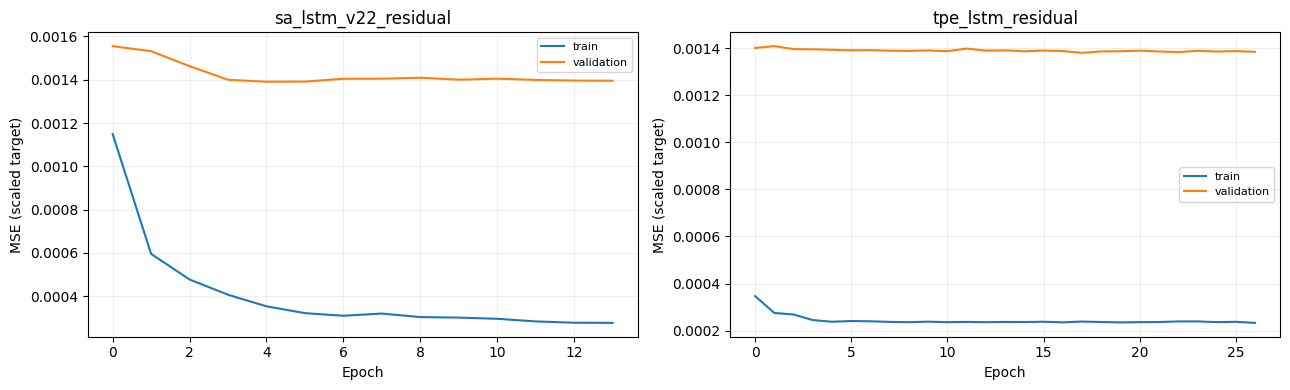 sa_lstm_v22_residual
MSE (scaled target)
0.0016
0.0014
0.0012
0.0010
0.0008
0.0006
0.0004
train
validation
0 2 4 6 8 10 12
Epoch
tpe_lstm_residual
MSE (scaled target)
0.0014
0.0012
0.0010
0.0008
0.0006
0.0004
0.0002
train
validation
0 5 10 15 20 25
Epoch